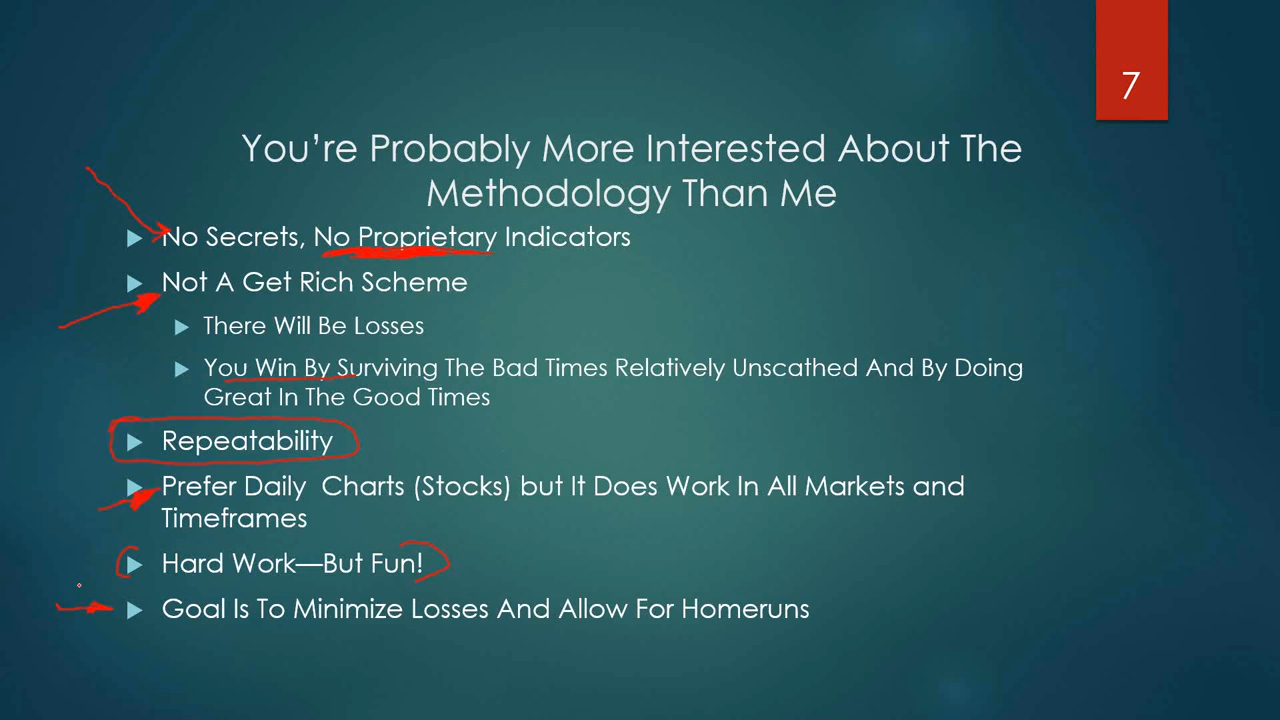 7
You're Probably More Interested About The
Methodology Than Me
No Secrets, No Proprietary Indicators
Not A Get Rich Scheme
There Will Be Losses
You Win By Surviving The Bad Times Relatively Unscathed And By Doing
Great In The Good Times
Repeatability
Prefer Daily  Charts (Stocks) but It Does Work In All Markets and
Timeframes
Hard Work—But Fun!
Goal Is To Minimize Losses And Allow For Homeruns